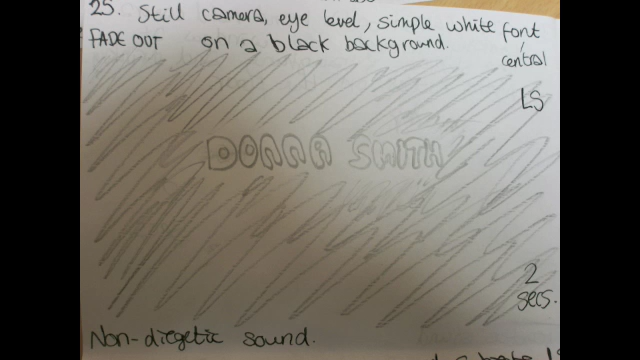 25. Still camera, eye level, simple white font
FADE OUT on a black background. central
LS
DONNA SMITH
2
secs.
Non-diegetic sound.